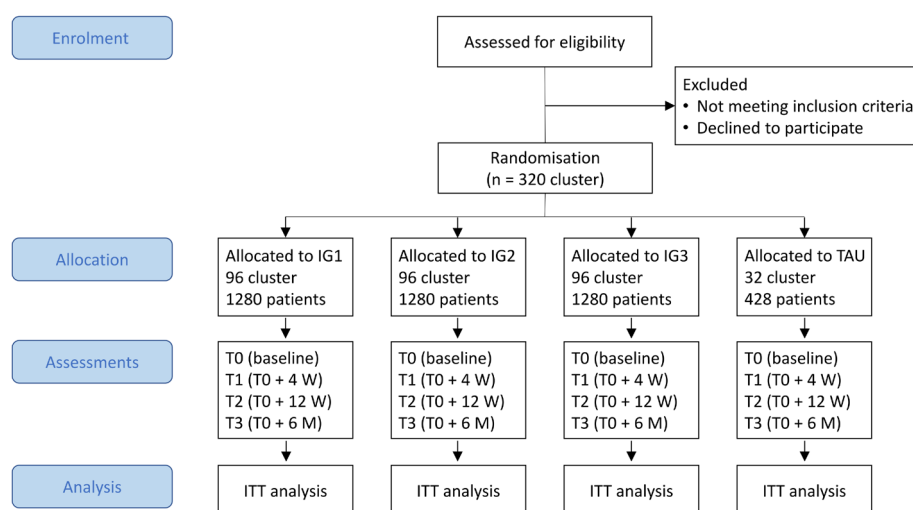 Enrolment
Assessed for eligibility
Excluded
• Not meeting inclusion criteria
• Declined to participate
Randomisation
(n = 320 cluster)
Allocation
Allocated to IG1
96 cluster
1280 patients
Allocated to IG2
96 cluster
1280 patients
Allocated to IG3
96 cluster
1280 patients
Allocated to TAU
32 cluster
428 patients
Assessments
T0 (baseline)
T1 (T0 + 4 W)
T2 (T0 + 12 W)
T3 (T0 + 6 M)
T0 (baseline)
T1 (T0 + 4 W)
T2 (T0 + 12 W)
T3 (T0 + 6 M)
T0 (baseline)
T1 (T0 + 4 W)
T2 (T0 + 12 W)
T3 (T0 + 6 M)
T0 (baseline)
T1 (T0 + 4 W)
T2 (T0 + 12 W)
T3 (T0 + 6 M)
Analysis
ITT analysis
ITT analysis
ITT analysis
ITT analysis